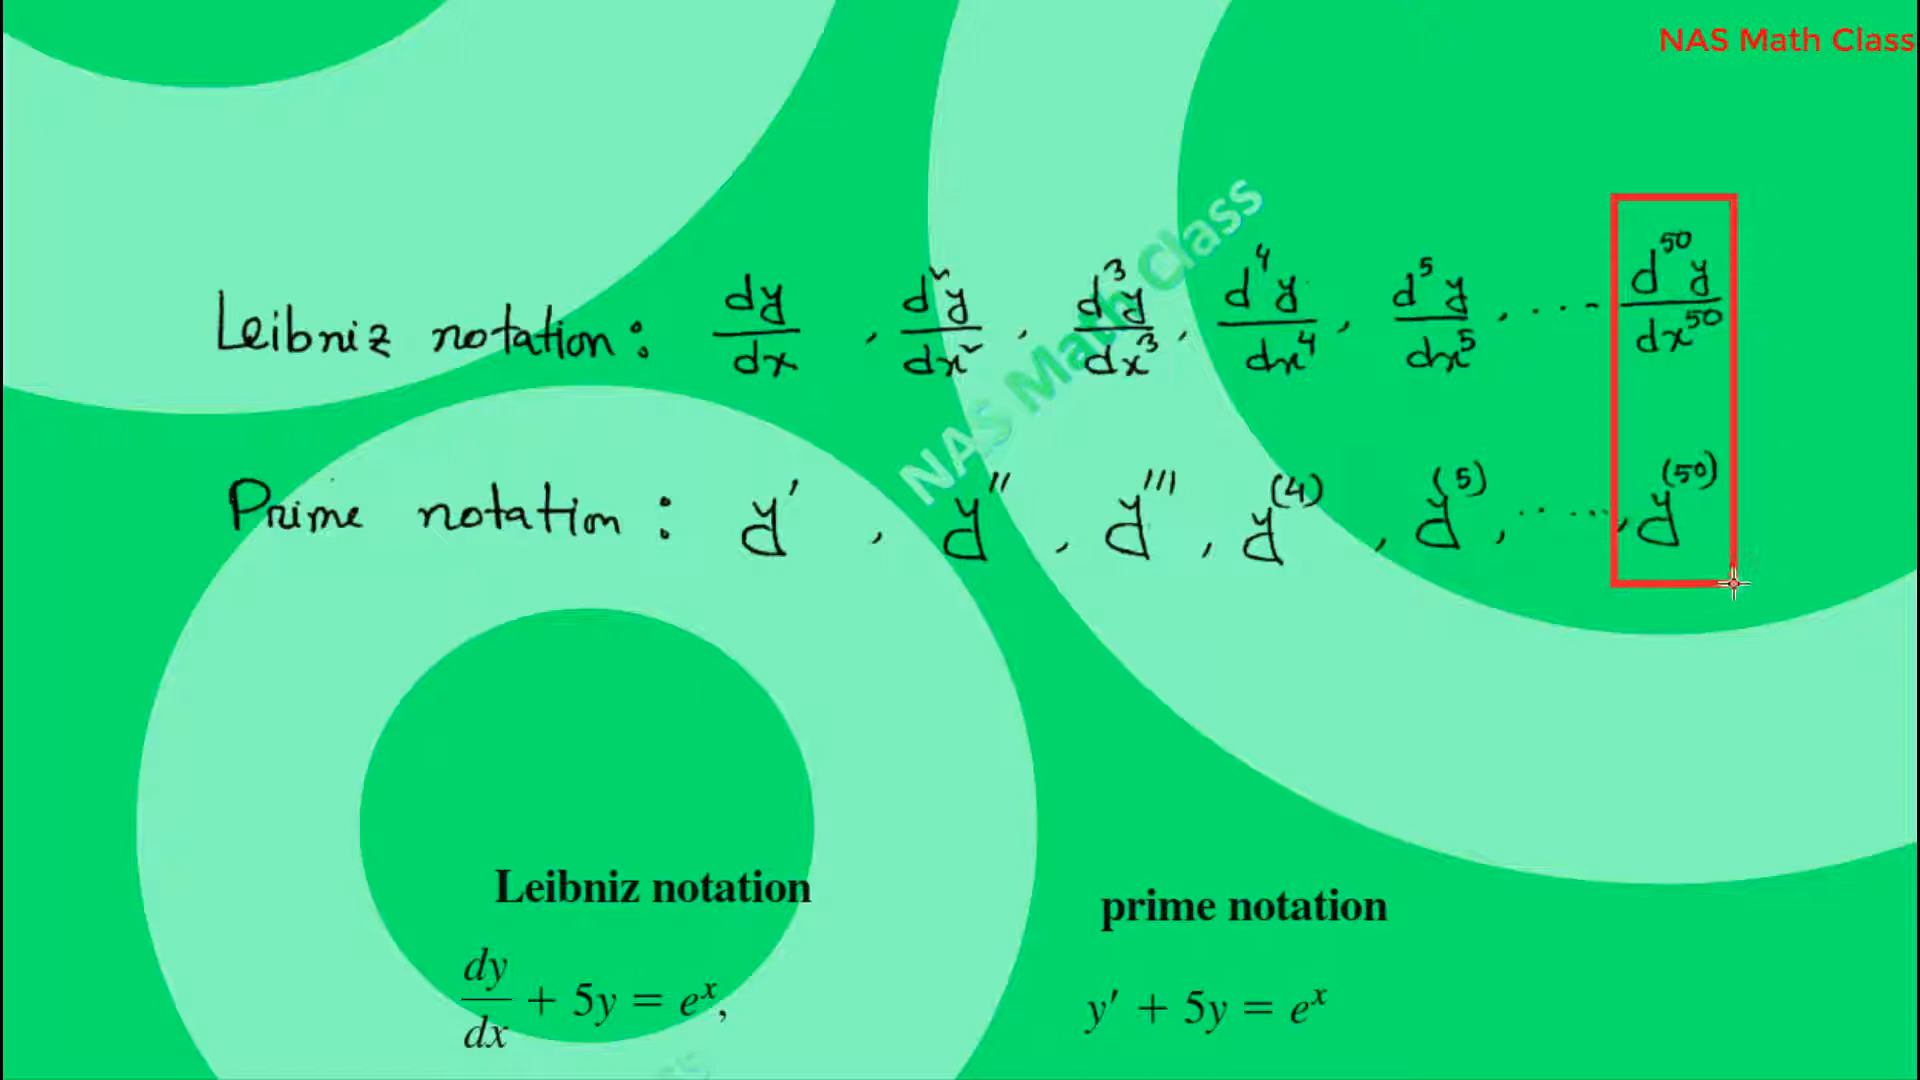 NAS Math Class
Leibniz notation: dy/dx, d²y/dx², d³y/dx³, d⁴y/dx⁴, d⁵y/dx⁵, .... d⁵⁰y/dx⁵⁰
NAS Math Class
Prime notation: y′, y″, y‴, y⁽⁴⁾, y⁽⁵⁾, ....., y⁽⁵⁰⁾
Leibniz notation
prime notation
dy/dx + 5y = eˣ,
y′ + 5y = eˣ